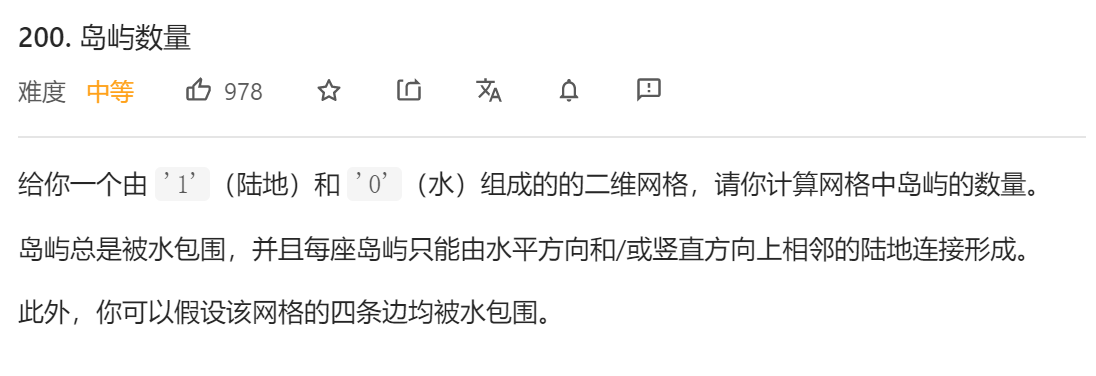 200. 岛屿数量
难度 中等 978
给你一个由 '1'（陆地）和 '0'（水）组成的的二维网格，请你计算网格中岛屿的数量。
岛屿总是被水包围，并且每座岛屿只能由水平方向和/或竖直方向上相邻的陆地连接形成。
此外，你可以假设该网格的四条边均被水包围。